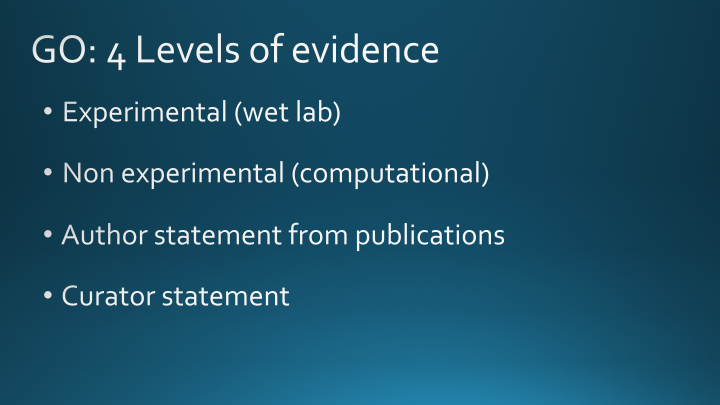 GO: 4 Levels of evidence
• Experimental (wet lab)
• Non experimental (computational)
• Author statement from publications
• Curator statement